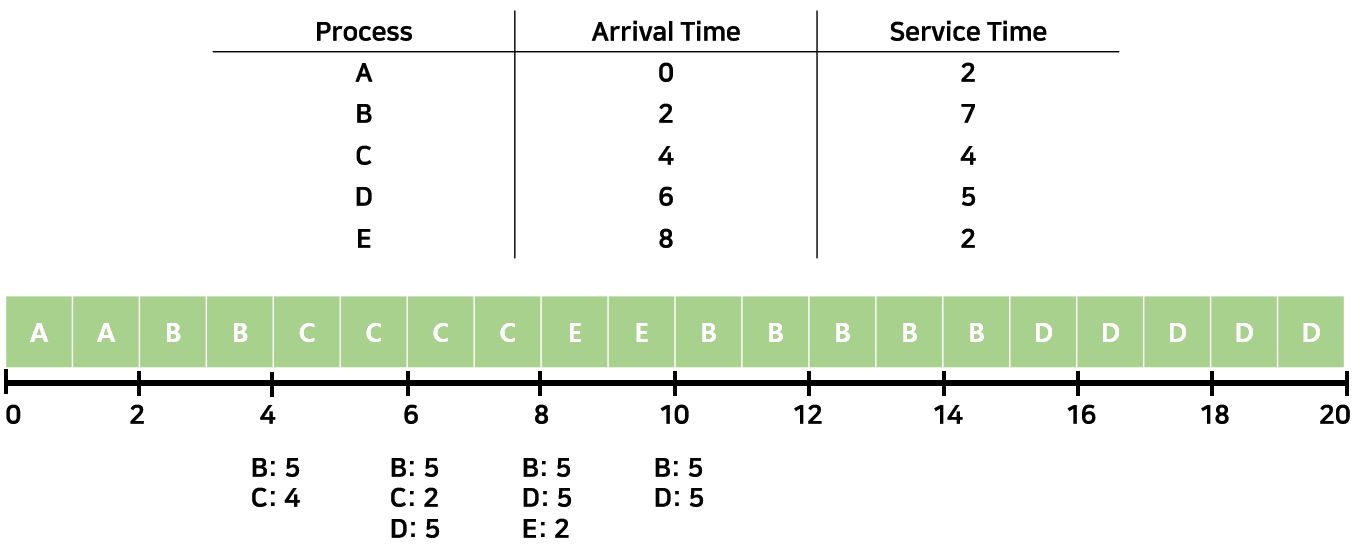 Process Arrival Time Service Time
A 0 2
B 2 7
C 4 4
D 6 5
E 8 2
A A B B C C C C E E B B B B B D D D D D
0 2 4 6 8 10 12 14 16 18 20
B: 5 B: 5 B: 5 B: 5
C: 4 C: 2 D: 5 D: 5
D: 5 E: 2